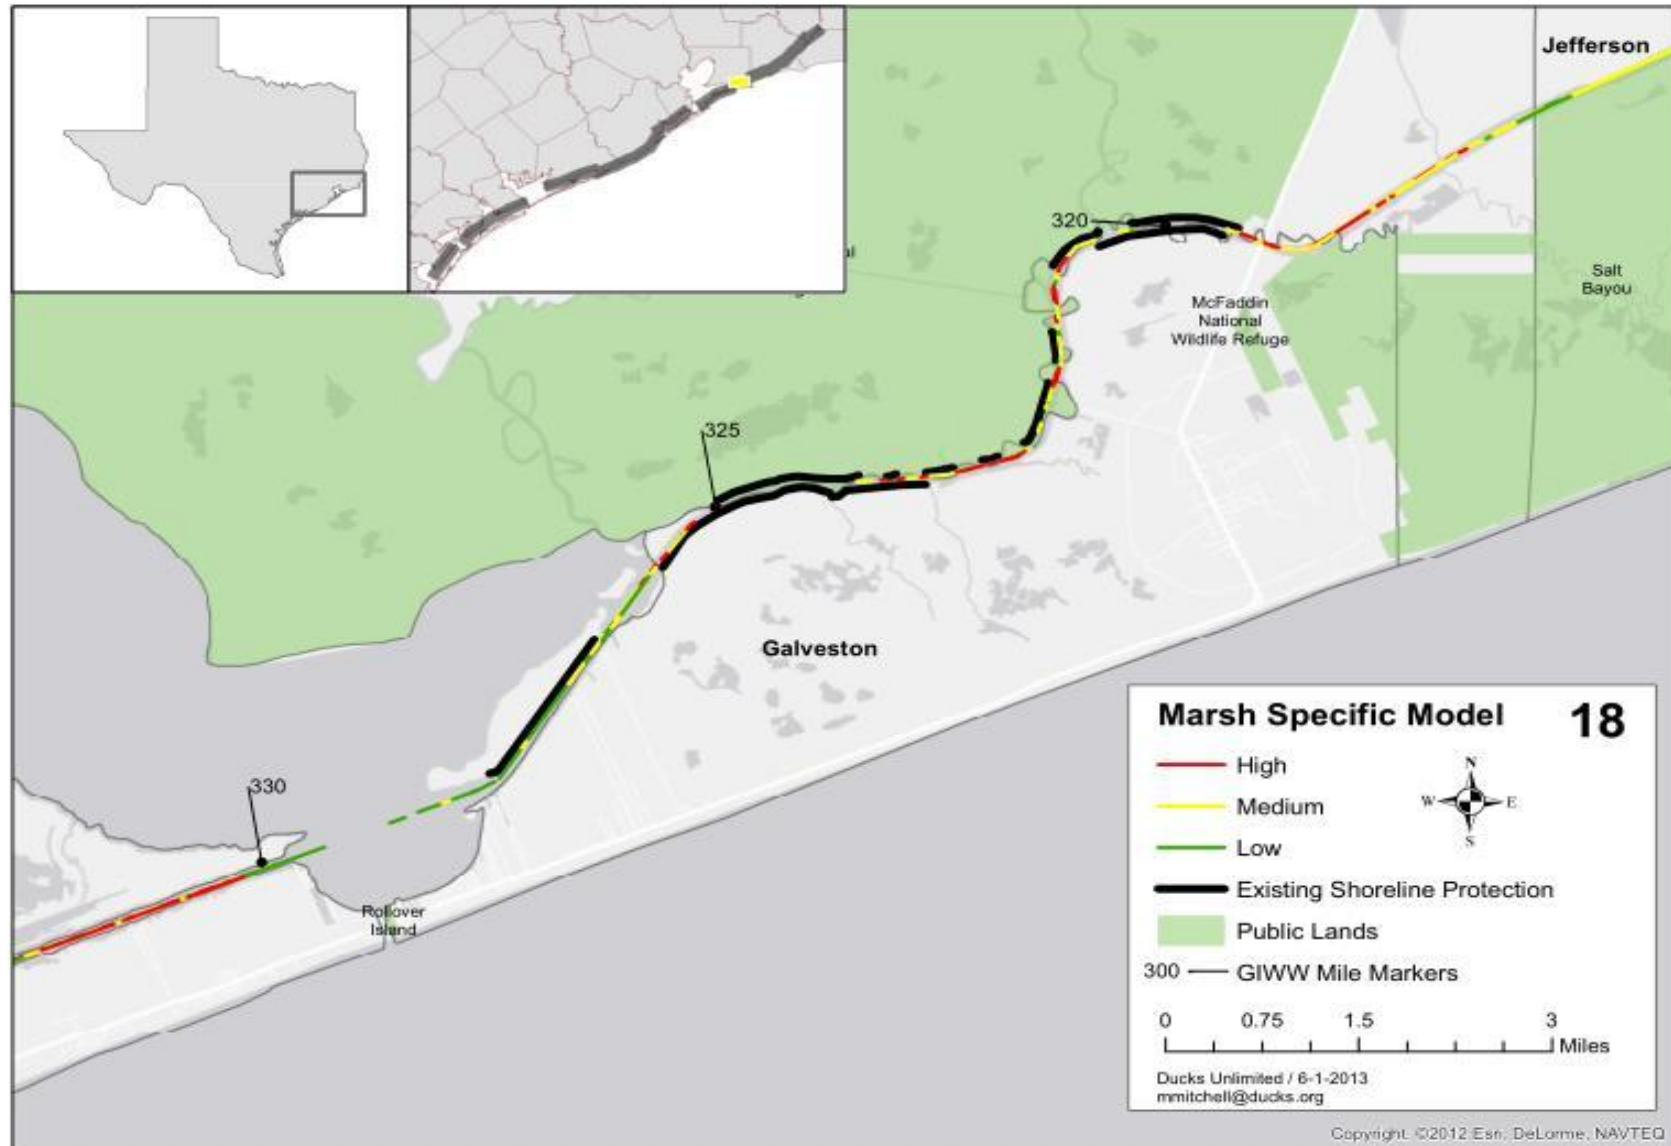 Jefferson
320
al
Salt
Bayou
McFaddin
National
Wildlife Refuge
325
Galveston
330
Rollover
Island
Marsh Specific Model 18
High
Medium
Low
Existing Shoreline Protection
Public Lands
300 GIWW Mile Markers
N
W E
S
0 0.75 1.5 3
Miles
Ducks Unlimited / 6-1-2013
mmitchell@ducks.org
Copyright: ©2012 Esri, DeLorme, NAVTEQ